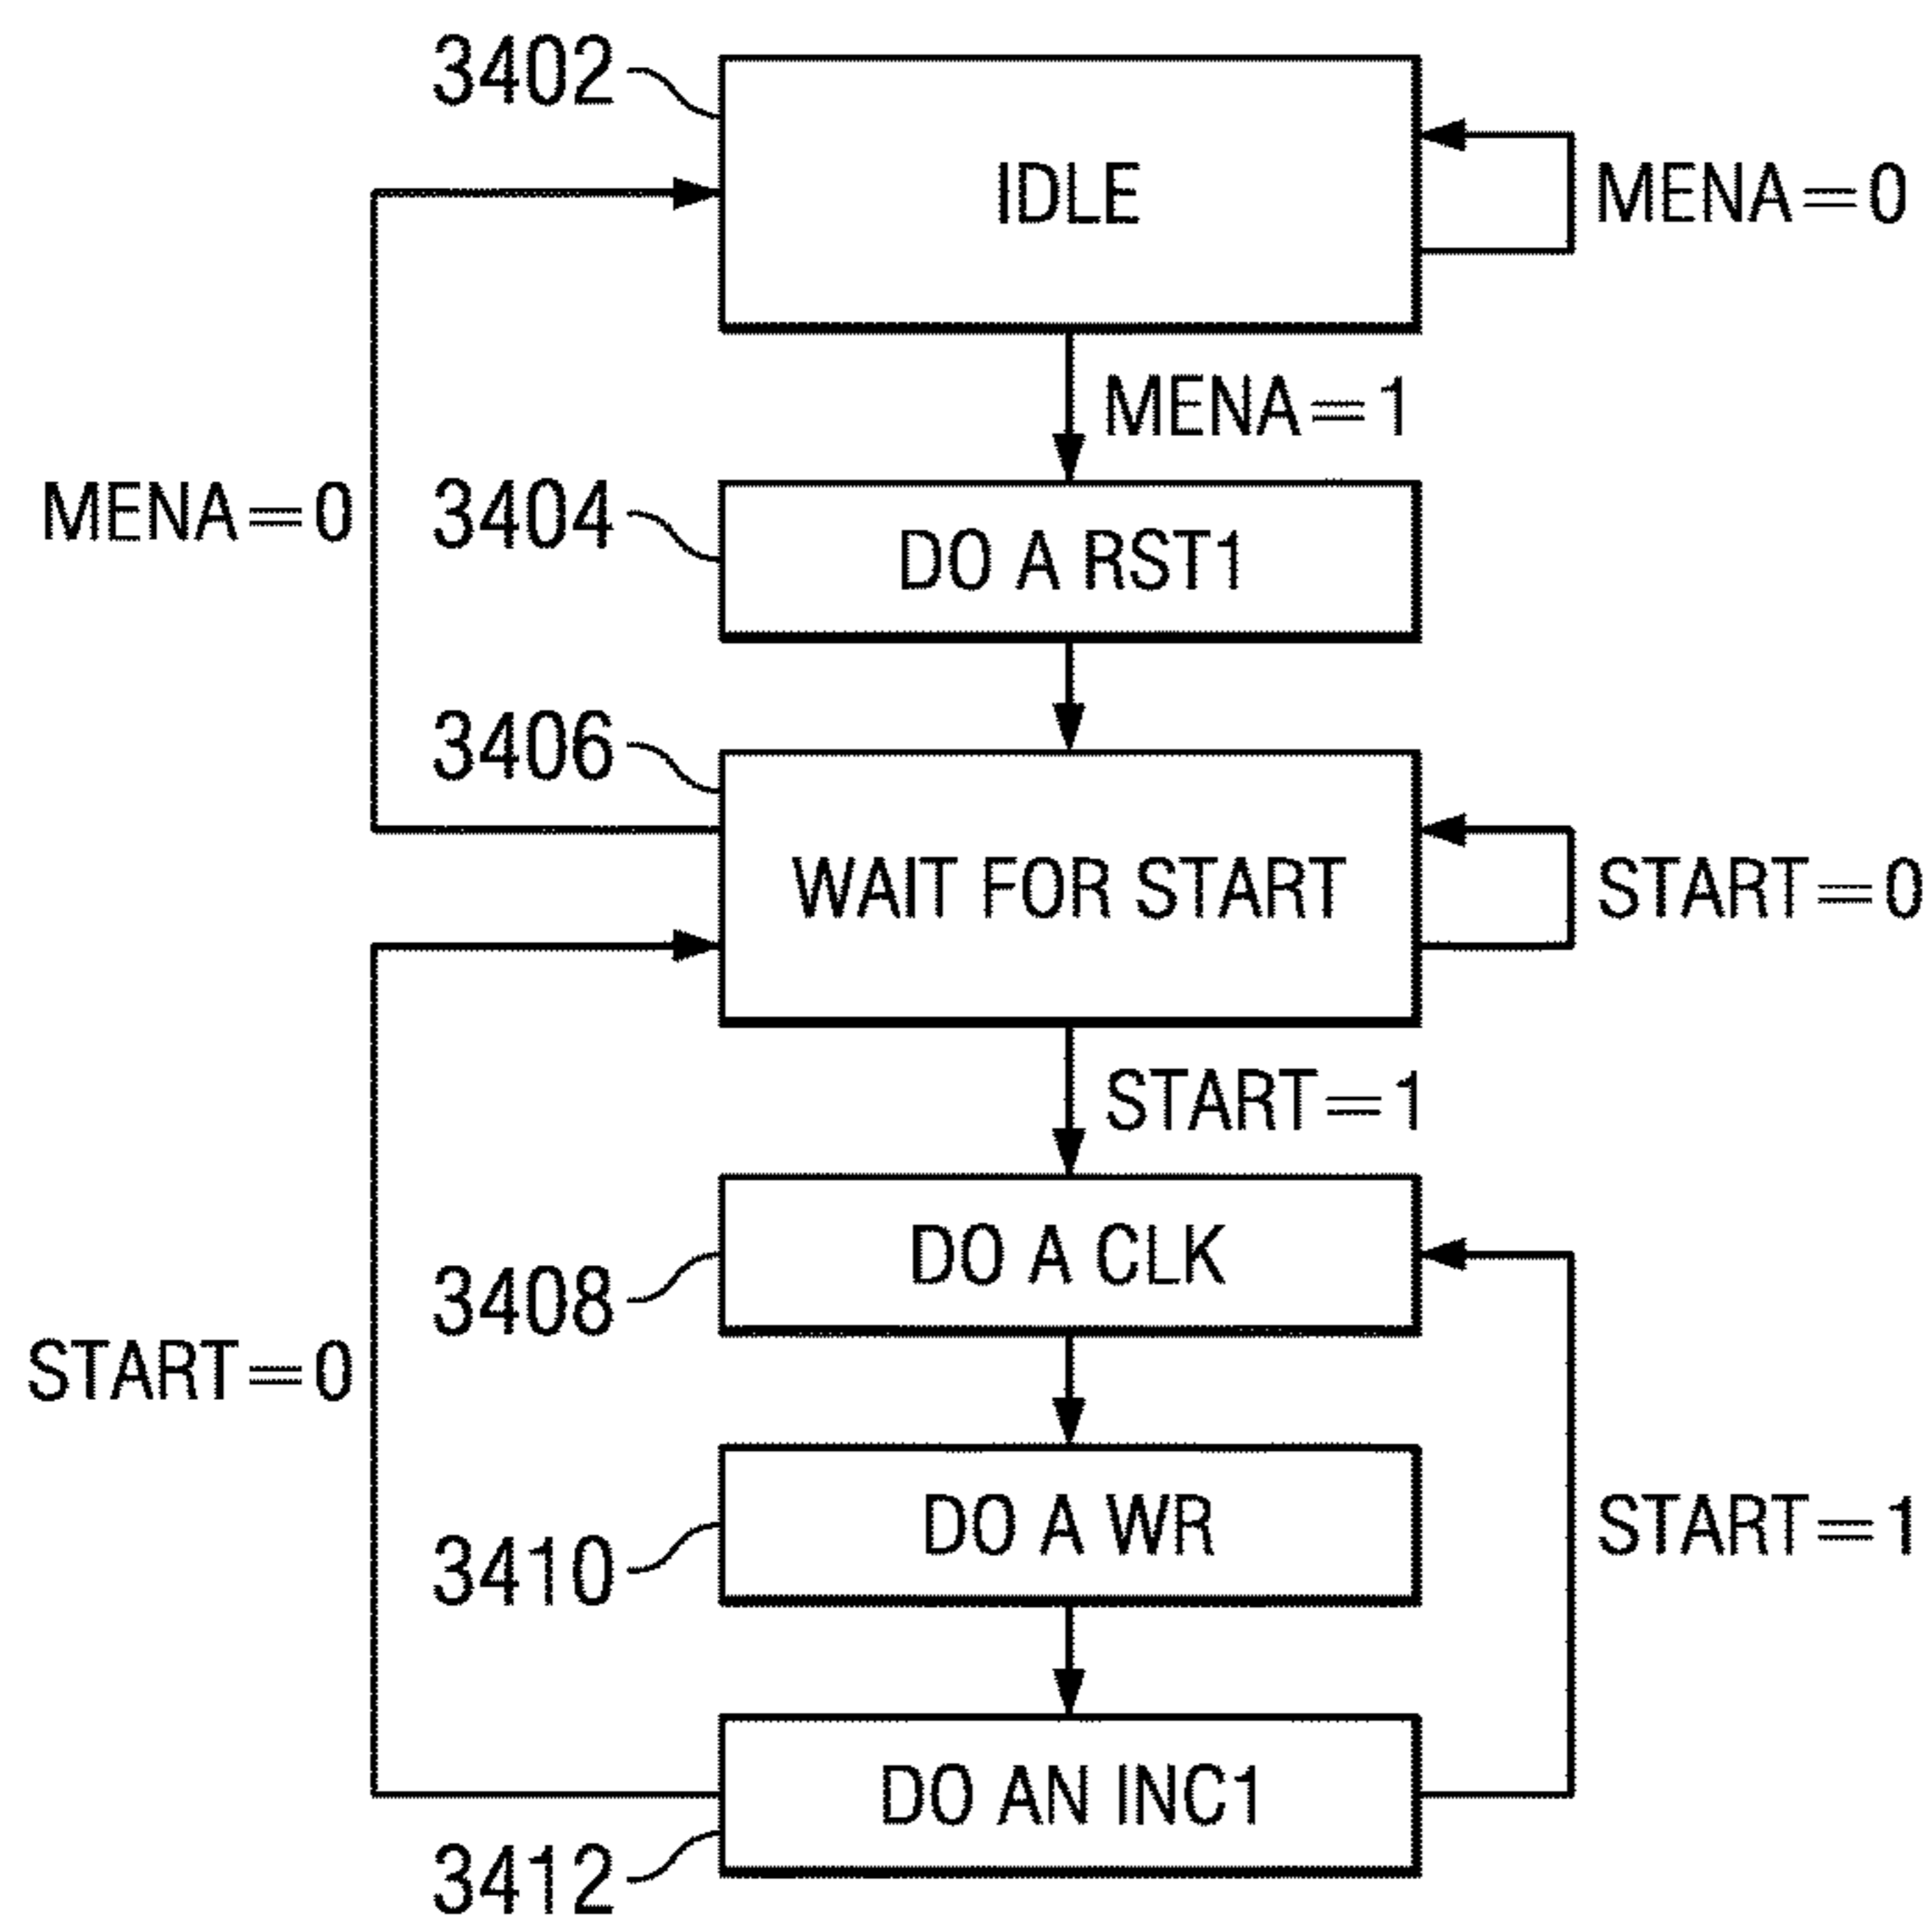 3402
IDLE
MENA=0
MENA=1
MENA=0
3404
DO A RST1
3406
WAIT FOR START
START=0
START=1
DO A CLK
3408
START=0
DO A WR
START=1
3410
DO AN INC1
3412